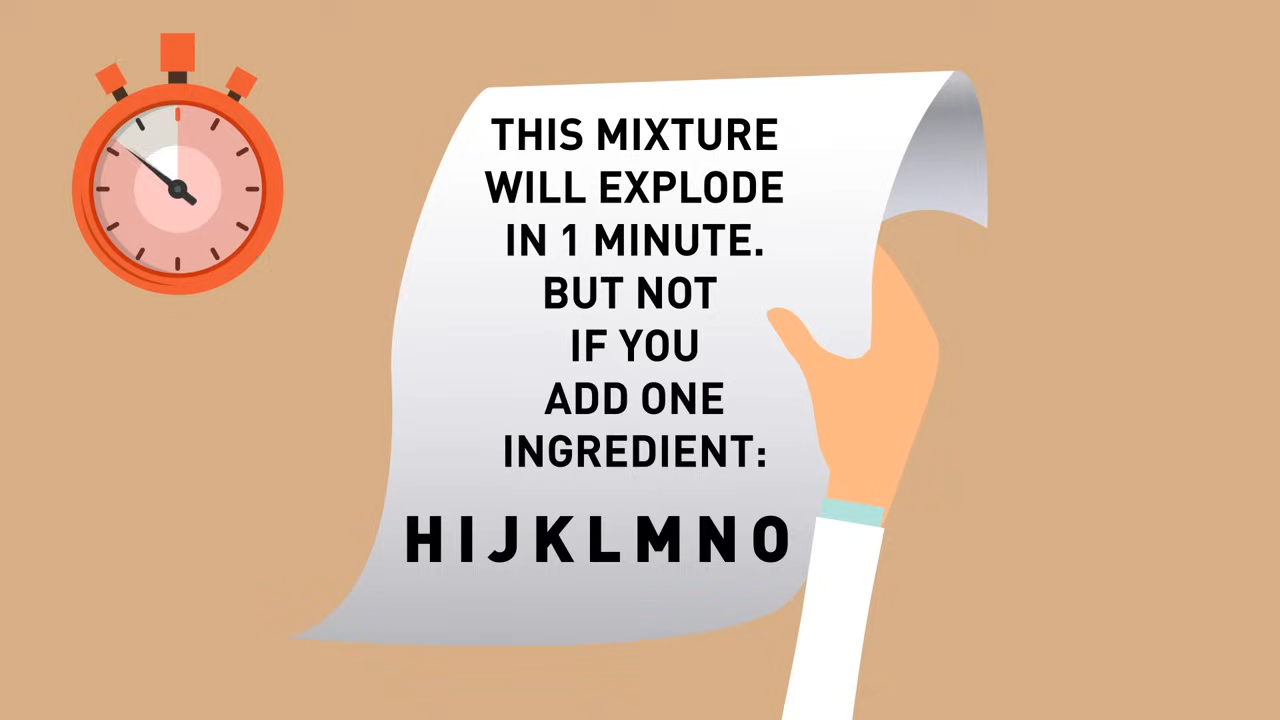 THIS MIXTURE
WILL EXPLODE
IN 1 MINUTE.
BUT NOT
IF YOU
ADD ONE
INGREDIENT:
HIJKLMNO